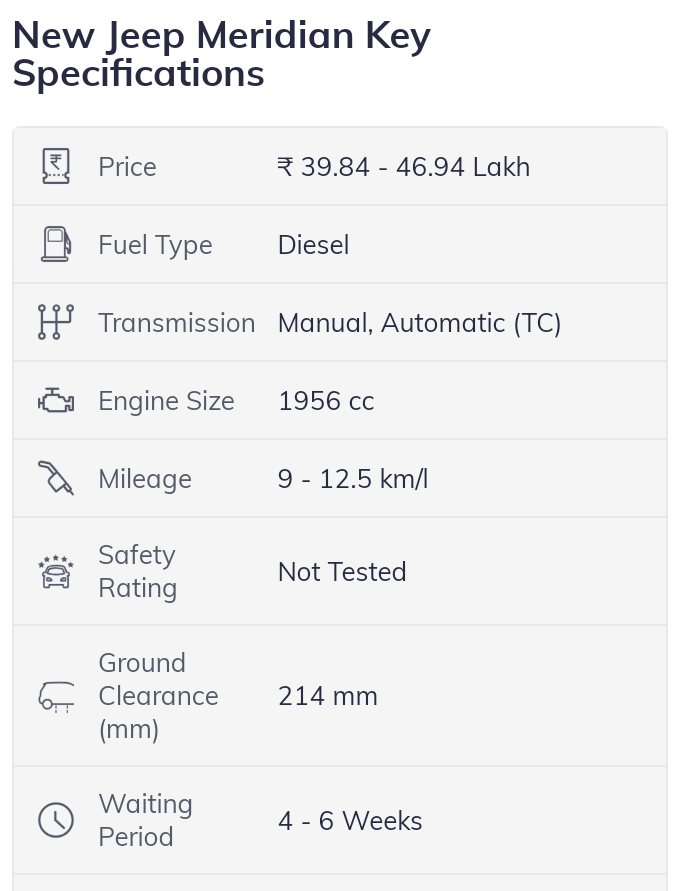 New Jeep Meridian Key
Specifications
Price ₹ 39.84 - 46.94 Lakh
Fuel Type Diesel
Transmission Manual, Automatic (TC)
Engine Size 1956 cc
Mileage 9 - 12.5 km/l
Safety
Rating
Not Tested
Ground
Clearance
(mm)
214 mm
Waiting
Period
4 - 6 Weeks